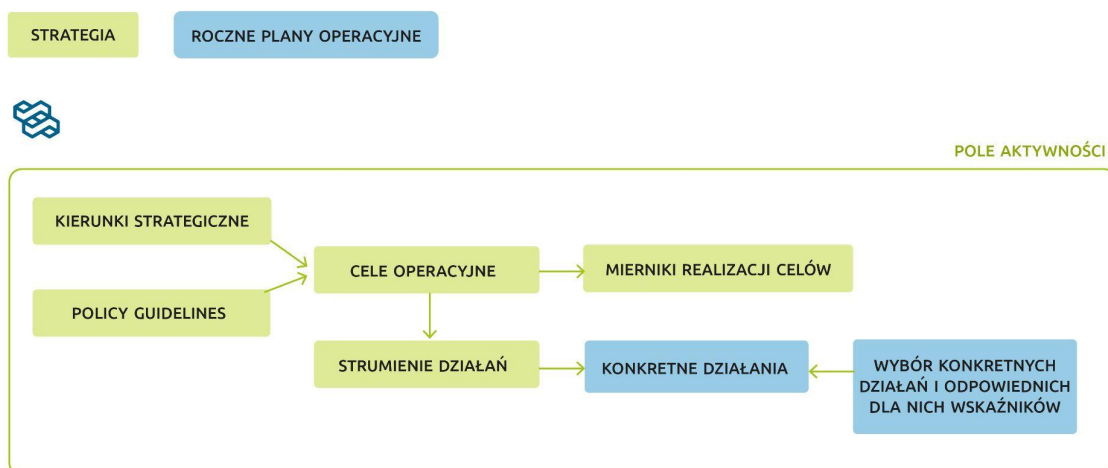 STRATEGIA
ROCZNE PLANY OPERACYJNE
POLE AKTYWNOŚCI
KIERUNKI STRATEGICZNE
POLICY GUIDELINES
CELE OPERACYJNE
MIERNIKI REALIZACJI CELÓW
STRUMIENIE DZIAŁAŃ
KONKRETNE DZIAŁANIA
WYBÓR KONKRETNYCH
DZIAŁAŃ I ODPOWIEDNICH
DLA NICH WSKAŹNIKÓW